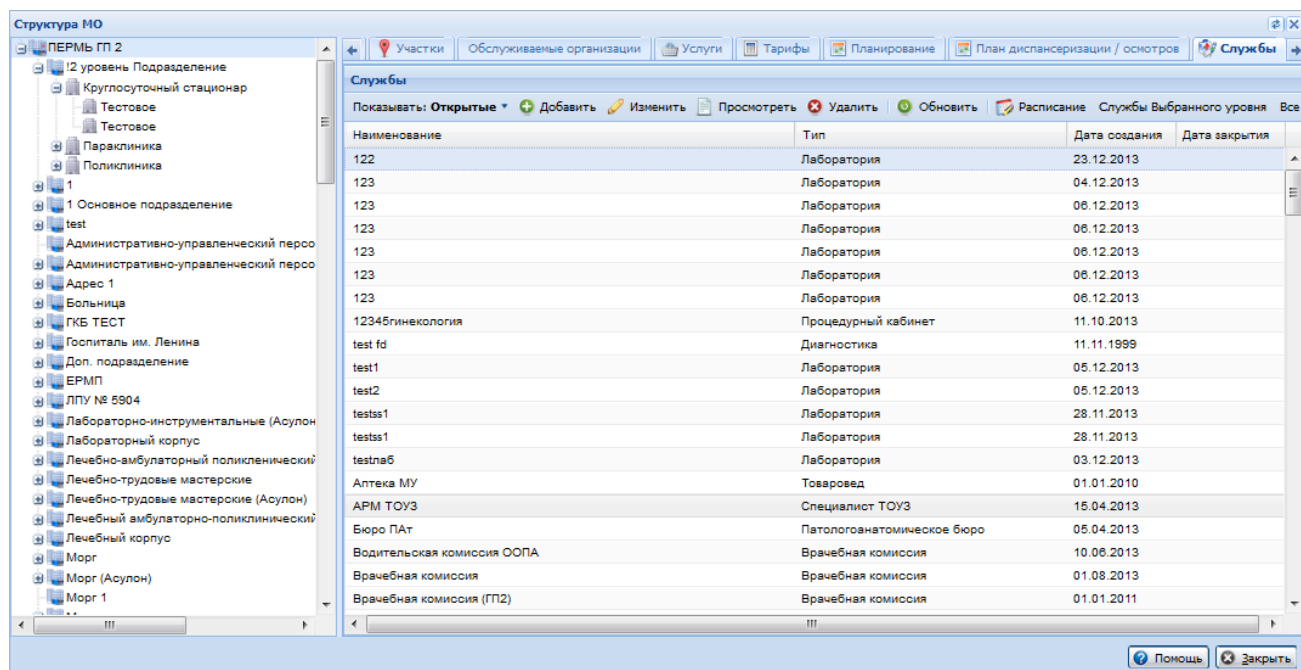 Структура МО
ПЕРМЬ ГП 2
!2 уровень Подразделение
Круглосуточный стационар
Тестовое
Тестовое
Параклиника
Поликлиника
1
1 Основное подразделение
test
Административно-управленческий персо
Административно-управленческий персо
Адрес 1
Больница
ГКБ ТЕСТ
Госпиталь им. Ленина
Доп. подразделение
ЕРМП
ЛПУ № 5904
Лабораторно-инструментальные (Асулон
Лабораторный корпус
Лечебно-амбулаторный поликленический
Лечебно-трудовые мастерские
Лечебно-трудовые мастерские (Асулон)
Лечебный амбулаторно-поликлинический
Лечебный корпус
Морг
Морг (Асулон)
Морг 1
Участки Обслуживаемые организации Услуги Тарифы Планирование План диспансеризации / осмотров Службы
Службы
Показывать: Открытые Добавить Изменить Просмотреть Удалить Обновить Расписание Службы Выбранного уровня Все
Наименование Тип Дата создания Дата закрытия
122 Лаборатория 23.12.2013
123 Лаборатория 04.12.2013
123 Лаборатория 06.12.2013
123 Лаборатория 06.12.2013
123 Лаборатория 06.12.2013
123 Лаборатория 06.12.2013
123 Лаборатория 06.12.2013
12345гинекология Процедурный кабинет 11.10.2013
test fd Диагностика 11.11.1999
test1 Лаборатория 05.12.2013
test2 Лаборатория 05.12.2013
testss1 Лаборатория 28.11.2013
testss1 Лаборатория 28.11.2013
testлаб Лаборатория 03.12.2013
Аптека МУ Товаровед 01.01.2010
АРМ ТОУЗ Специалист ТОУЗ 15.04.2013
Бюро ПАт Патологоанатомическое бюро 05.04.2013
Водительская комиссия ООПА Врачебная комиссия 10.06.2013
Врачебная комиссия Врачебная комиссия 01.08.2013
Врачебная комиссия (ГП2) Врачебная комиссия 01.01.2011
Помощь Закрыть